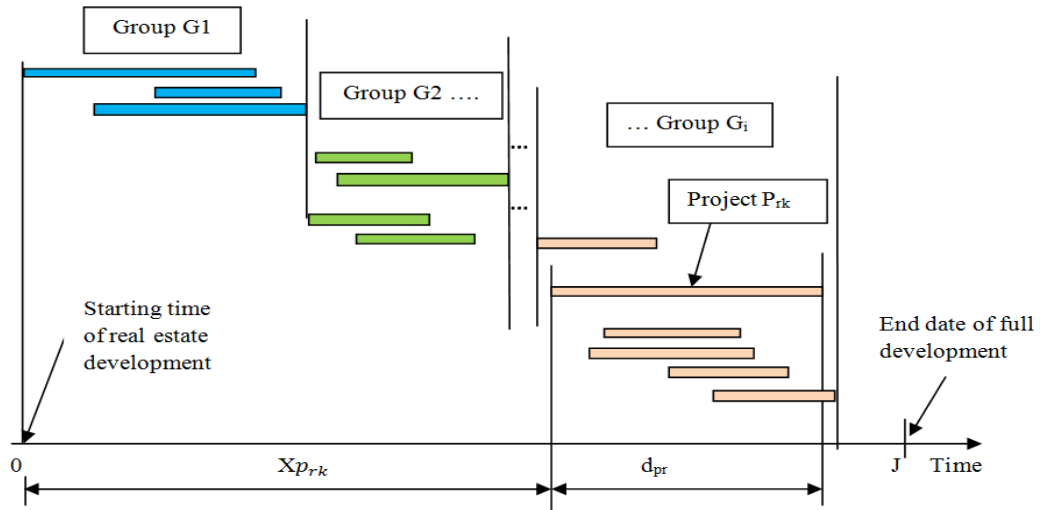 Group G1
Group G2 ….
… Group Gi
...
...
Project Prk
Starting time
of real estate
development
End date of full
development
0
Xprk
dpr
J
Time